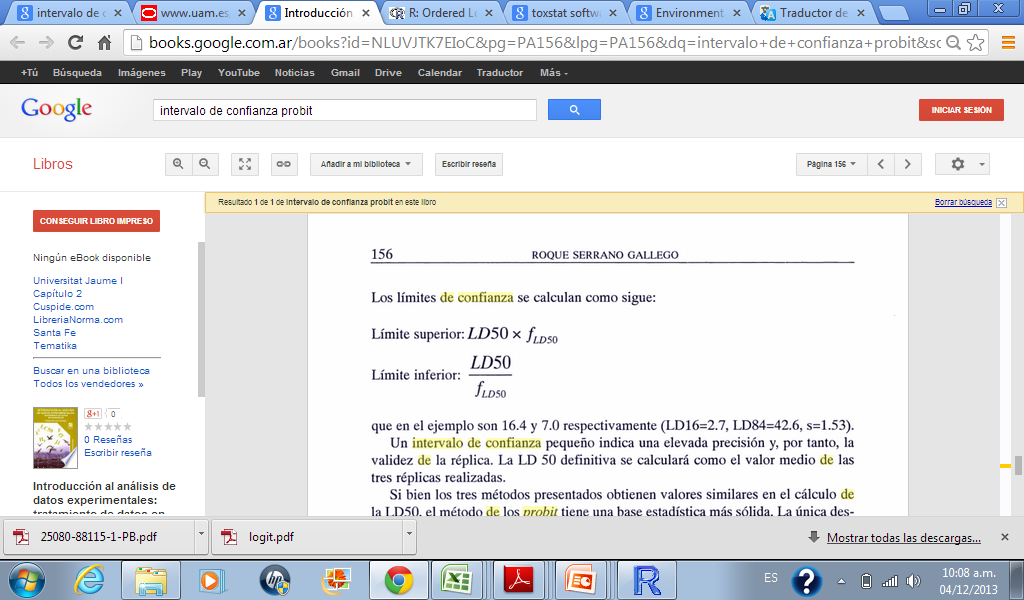 intervalo de c
www.uam.es
Introducción
R: Ordered L
toxstat softw
Environment
Traductor de
books.google.com.ar/books?id=NLUVJTK7EIoC&pg=PA156&lpg=PA156&dq=intervalo+de+confianza+probit&sc
+Tú Búsqueda Imágenes Play YouTube Noticias Gmail Drive Calendar Traductor Más
Google
intervalo de confianza probit
INICIAR SESIÓN
Libros
Añadir a mi biblioteca
Escribir reseña
Página 156
Resultado 1 de 1 de intervalo de confianza probit en este libro
Borrar búsqueda
CONSEGUIR LIBRO IMPRESO
Ningún eBook disponible
Universitat Jaume I
Capítulo 2
Cuspide.com
LibreriaNorma.com
Santa Fe
Tematika
Buscar en una biblioteca
Todos los vendedores »
g+1 0
0 Reseñas
Escribir reseña
Introducción al análisis de
datos experimentales:
tratamiento de datos en
156 ROQUE SERRANO GALLEGO
Los límites de confianza se calculan como sigue:
Límite superior: LD50 × f LD50
Límite inferior: LD50 / f LD50
que en el ejemplo son 16.4 y 7.0 respectivamente (LD16=2.7, LD84=42.6, s=1.53).
Un intervalo de confianza pequeño indica una elevada precisión y, por tanto, la
validez de la réplica. La LD 50 definitiva se calculará como el valor medio de las
tres réplicas realizadas.
Si bien los tres métodos presentados obtienen valores similares en el cálculo de
la LD50, el método de los probit tiene una base estadística más sólida. La única des-
25080-88115-1-PB.pdf
logit.pdf
Mostrar todas las descargas...
ES
10:08 a.m.
04/12/2013